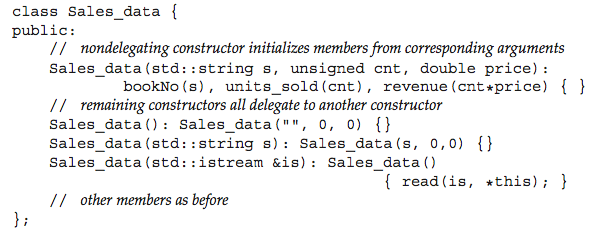 class Sales_data {
public:
// nondelegating constructor initializes members from corresponding arguments
Sales_data(std::string s, unsigned cnt, double price):
bookNo(s), units_sold(cnt), revenue(cnt*price) { }
// remaining constructors all delegate to another constructor
Sales_data(): Sales_data("", 0, 0) {}
Sales_data(std::string s): Sales_data(s, 0,0) {}
Sales_data(std::istream &is): Sales_data()
{ read(is, *this); }
// other members as before
};